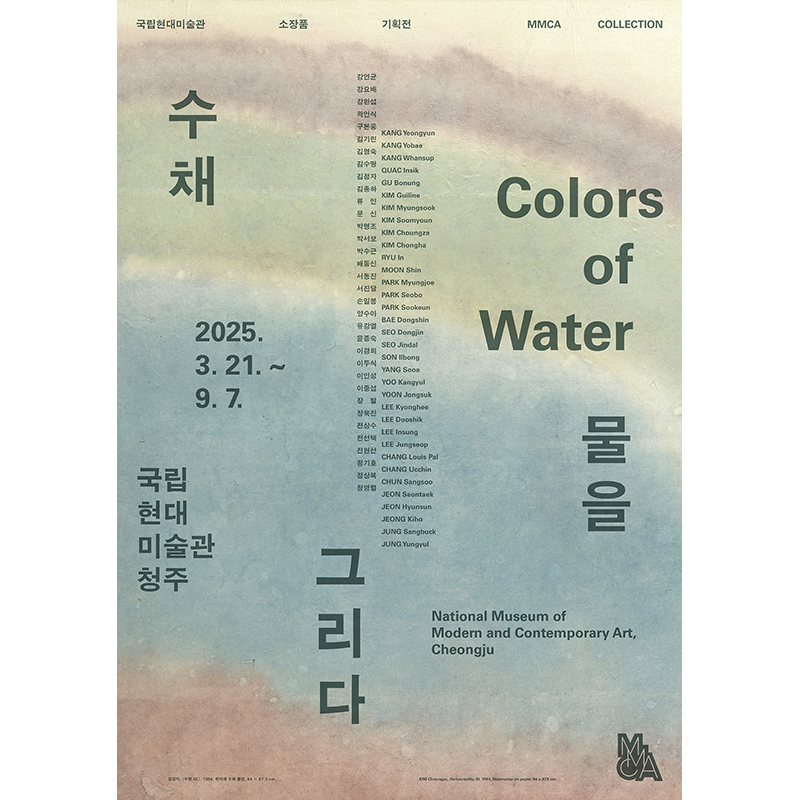 국립현대미술관 소장품 기획전 MMCA COLLECTION
수
채
Colors
of
Water
물
을
그
리
다
2025.
3. 21. ~
9. 7.
국립
현대
미술관
청주
National Museum of
Modern and Contemporary Art,
Cheongju
강연균
강요배
강환섭
곽인식
구본웅
김기린
김명숙
김수명
김정자
김종하
류 인
문 신
박명조
박서보
박수근
배동신
서동진
서진달
손일봉
양수아
유강열
윤종숙
이경희
이두식
이인성
이중섭
장 발
장욱진
전상수
전선택
전현선
정기호
정상복
정영렬
KANG Yeongyun
KANG Yobae
KANG Whansup
QUAC Insik
GU Bonung
KIM Guiline
KIM Myungsook
KIM Soomyoun
KIM Choungza
KIM Chongha
RYU In
MOON Shin
PARK Myungjoe
PARK Seobo
PARK Sookeun
BAE Dongshin
SEO Dongjin
SEO Jindal
SON Ilbong
YANG Sooa
YOO Kangyul
YOON Jongsuk
LEE Kyonghee
LEE Dooshik
LEE Insung
LEE Jungseop
CHANG Louis Pal
CHANG Ucchin
CHUN Sangsoo
JEON Seontaek
JEON Hyunsun
JEONG Kiho
JUNG Sangbuck
JUNG Yungyul
MMCA